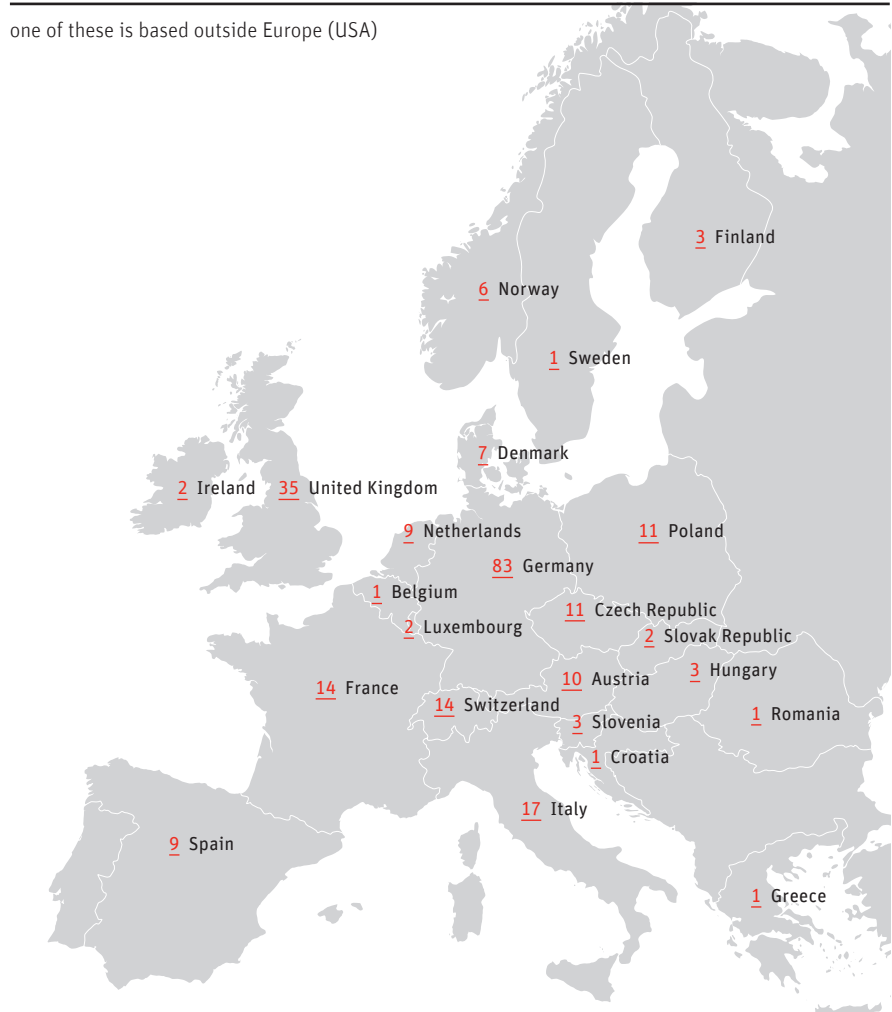 one of these is based outside Europe (USA)
3 Finland
6 Norway
1 Sweden
7 Denmark
2 Ireland
35 United Kingdom
9 Netherlands
11 Poland
83 Germany
1 Belgium
11 Czech Republic
2 Luxembourg
2 Slovak Republic
3 Hungary
10 Austria
14 France
14 Switzerland
1 Romania
3 Slovenia
1 Croatia
17 Italy
9 Spain
1 Greece